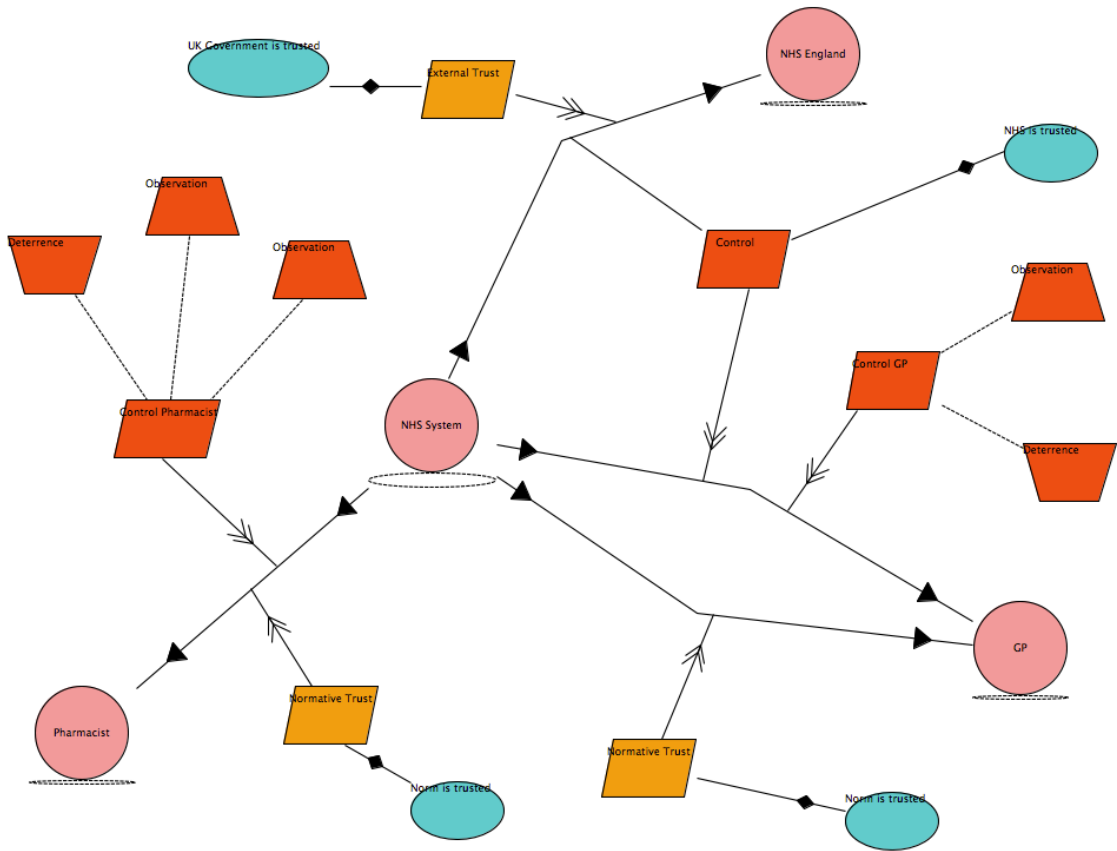 UK Government is trusted
NHS England
External Trust
NHS is trusted
Observation
Deterrence
Observation
Control
Observation
Control GP
Control Pharmacist
NHS System
Deterrence
GP
Normative Trust
Pharmacist
Normative Trust
Norm is trusted
Norm is trusted